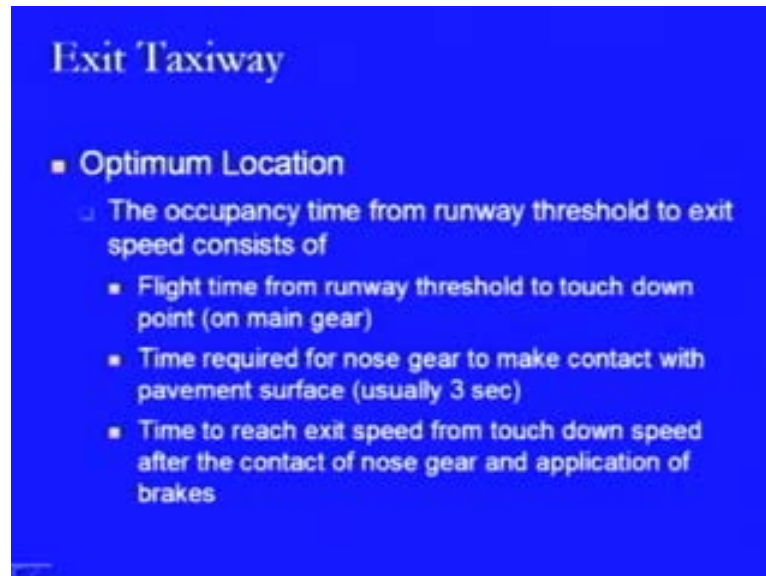 Exit Taxiway
Optimum Location
The occupancy time from runway threshold to exit
speed consists of
Flight time from runway threshold to touch down
point (on main gear)
Time required for nose gear to make contact with
pavement surface (usually 3 sec)
Time to reach exit speed from touch down speed
after the contact of nose gear and application of
brakes